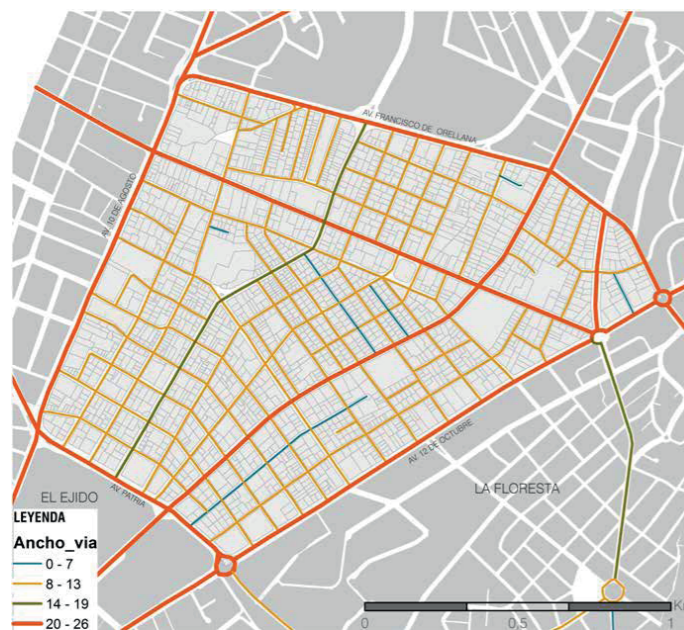 AV. FRANCISCO DE ORELLANA
AV. 10 DE AGOSTO
AV. 12 DE OCTUBRE
LA FLORESTA
EL EJIDO
AV. PATRIA
LEYENDA
Ancho_via
0 - 7
8 - 13
14 - 19
20 - 26
0 0,5 1